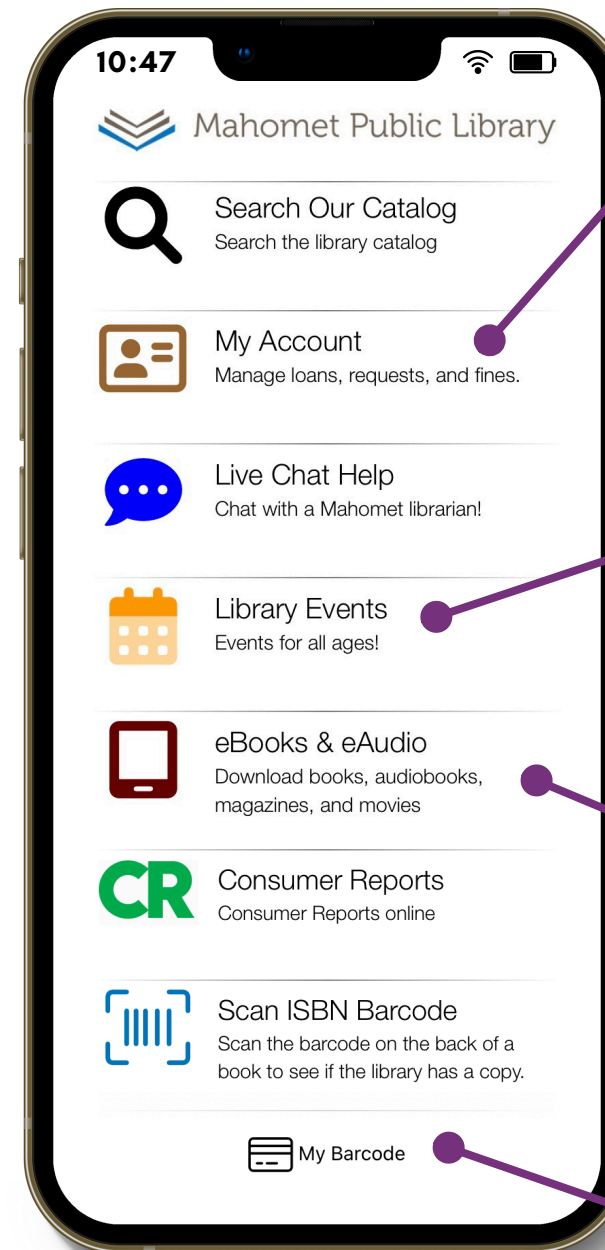 10:47
Mahomet Public Library
Search Our Catalog
Search the library catalog
My Account
Manage loans, requests, and fines.
Live Chat Help
Chat with a Mahomet librarian!
Library Events
Events for all ages!
eBooks & eAudio
Download books, audiobooks,
magazines, and movies
CR
Consumer Reports
Consumer Reports online
Scan ISBN Barcode
Scan the barcode on the back of a
book to see if the library has a copy.
My Barcode